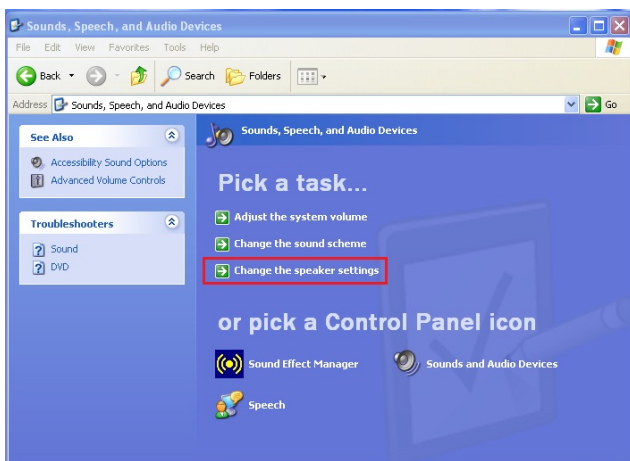 Sounds, Speech, and Audio Devices
File Edit View Favorites Tools Help
Back Search Folders
Address Sounds, Speech, and Audio Devices Go
See Also
Accessibility Sound Options
Advanced Volume Controls
Troubleshooters
Sound
DVD
Sounds, Speech, and Audio Devices
Pick a task...
Adjust the system volume
Change the sound scheme
Change the speaker settings
or pick a Control Panel icon
Sound Effect Manager Sounds and Audio Devices
Speech